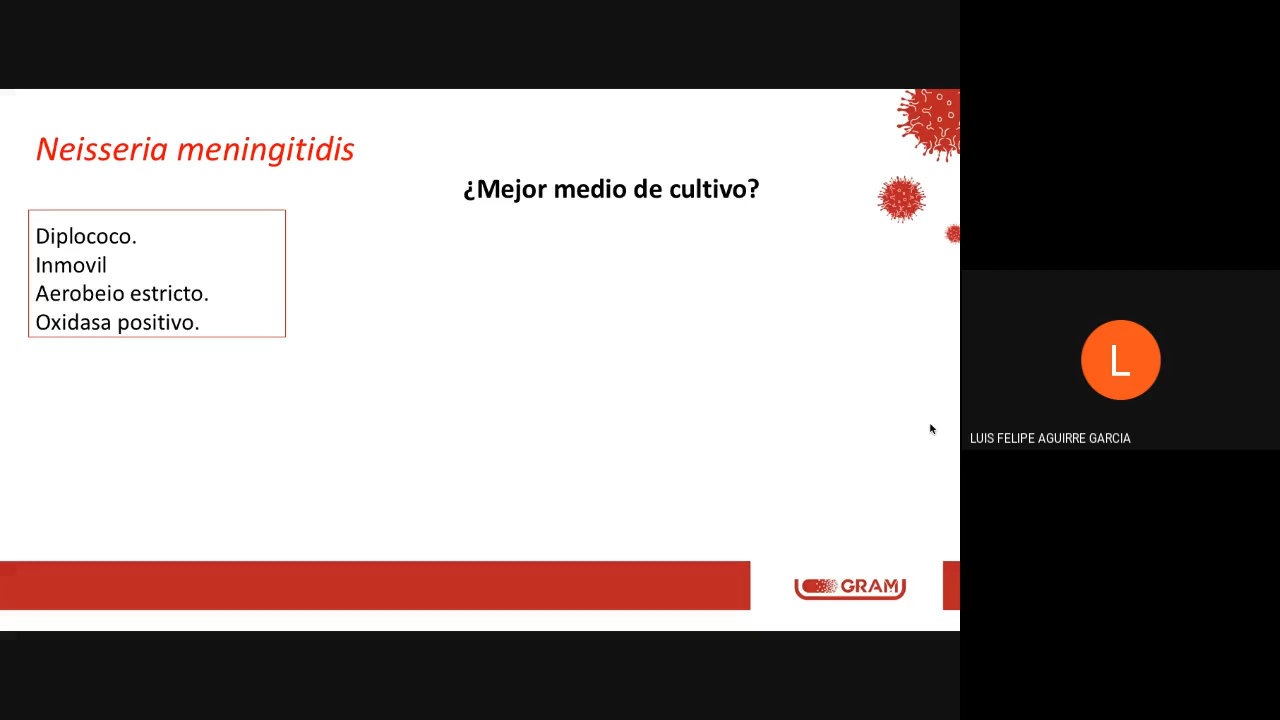 Neisseria meningitidis
¿Mejor medio de cultivo?
Diplococo.
Inmovil
Aerobeio estricto.
Oxidasa positivo.
GRAM
L
LUIS FELIPE AGUIRRE GARCIA